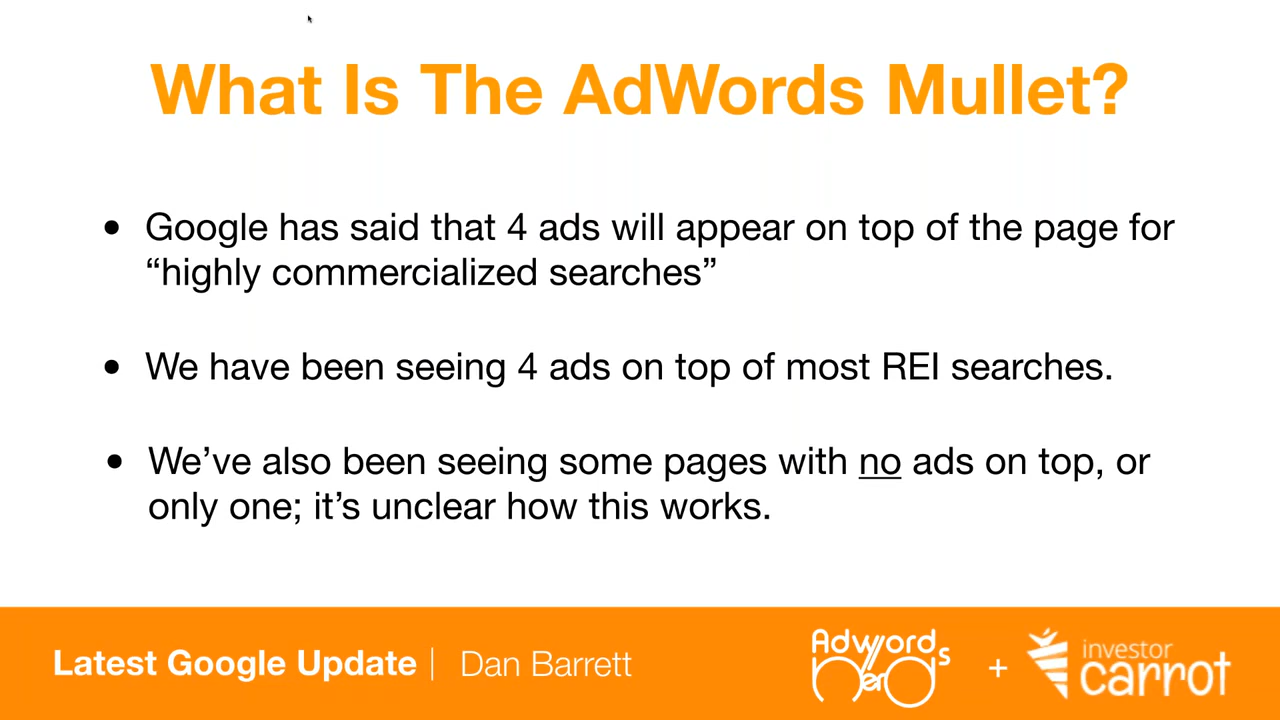 What Is The AdWords Mullet?
• Google has said that 4 ads will appear on top of the page for
“highly commercialized searches”
• We have been seeing 4 ads on top of most REI searches.
• We’ve also been seeing some pages with no ads on top, or
only one; it’s unclear how this works.
Latest Google Update | Dan Barrett
AdWords
Nerd
+
investor
carrot